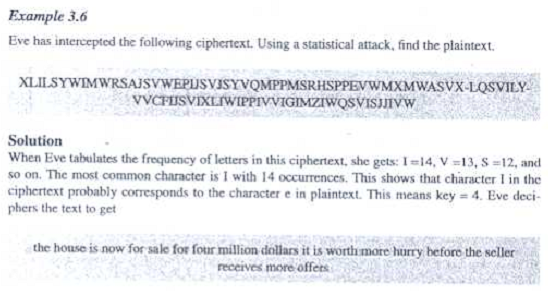 Example 3.6
Eve has intercepted the following ciphertext. Using a statistical attack, find the plaintext.
XLILSYWIMWRSAJSVWEPIJSVJSYVQMPPMSRHSPPEVWMXMWASVX-LQSVILY-
VVCFIJSVIXLIWIPPIVVIGIMZIWQSVISJJIVW
Solution
When Eve tabulates the frequency of letters in this ciphertext, she gets: I =14, V =13, S =12, and
so on. The most common character is I with 14 occurrences. This shows that character I in the
ciphertext probably corresponds to the character e in plaintext. This means key = 4. Eve deci-
phers the text to get
the house is now for sale for four million dollars it is worth more hurry before the seller
receives more offers